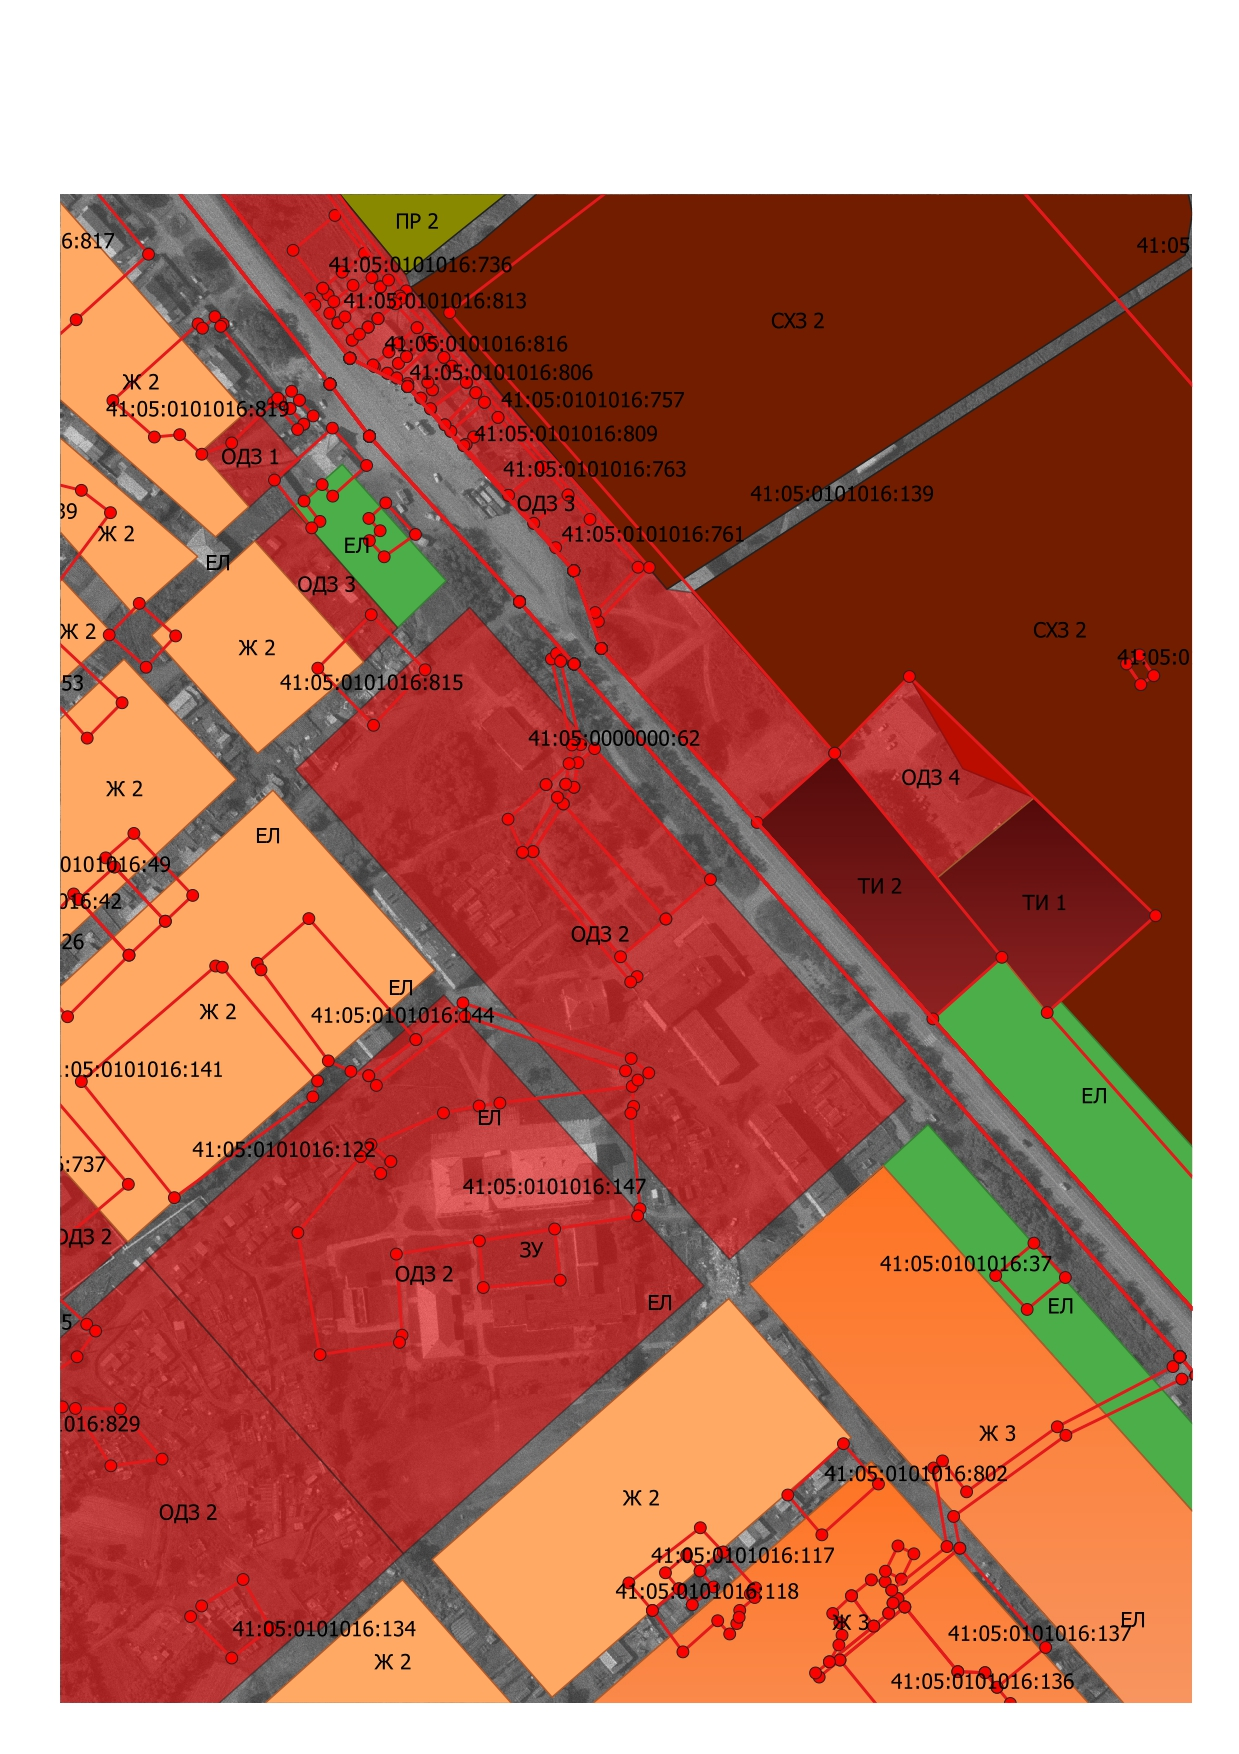 ПР 2
6:817
41:05
41:05:0101016:736
41:05:0101016:813
СХЗ 2
41:05:0101016:816
41:05:0101016:806
Ж 2
41:05:0101016:757
41:05:0101016:819
41:05:0101016:809
ОДЗ 1
41:05:0101016:763
41:05:0101016:139
ОДЗ 3
39
Ж 2
41:05:0101016:761
ЕЛ
ЕЛ
ОДЗ 3
Ж 2
СХЗ 2
Ж 2
41:05:0
53
41:05:0101016:815
41:05:0000000:62
ОДЗ 4
Ж 2
ЕЛ
0101016:49
ТИ 2
016:42
ТИ 1
26
ОДЗ 2
ЕЛ
Ж 2
41:05:0101016:144
:05:0101016:141
ЕЛ
ЕЛ
41:05:0101016:122
:737
41:05:0101016:147
ОДЗ 2
ЗУ
41:05:0101016:37
ОДЗ 2
ЕЛ
ЕЛ
5
016:829
Ж 3
41:05:0101016:802
Ж 2
ОДЗ 2
41:05:0101016:117
41:05:0101016:118
Ж 3
ЕЛ
41:05:0101016:134
41:05:0101016:137
Ж 2
41:05:0101016:136